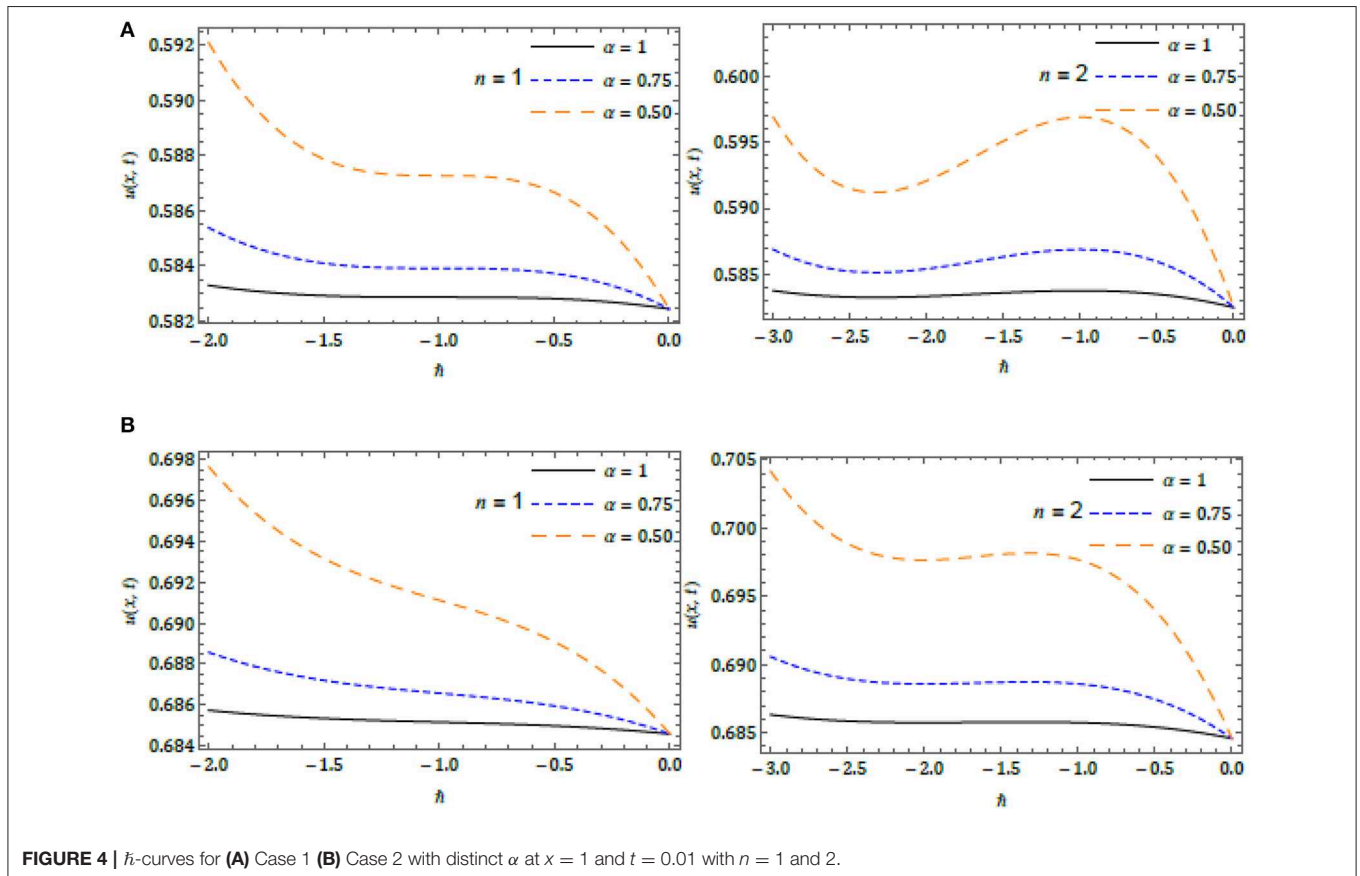 A
0.592
0.590
0.588
0.586
0.584
0.582
u(x, t)
n = 1
α = 1
α = 0.75
α = 0.50
−2.0 −1.5 −1.0 −0.5 0.0
ħ
0.600
0.595
0.590
0.585
u(x, t)
n = 2
α = 1
α = 0.75
α = 0.50
−3.0 −2.5 −2.0 −1.5 −1.0 −0.5 0.0
ħ
B
0.698
0.696
0.694
0.692
0.690
0.688
0.686
0.684
u(x, t)
n = 1
α = 1
α = 0.75
α = 0.50
−2.0 −1.5 −1.0 −0.5 0.0
ħ
0.705
0.700
0.695
0.690
0.685
u(x, t)
n = 2
α = 1
α = 0.75
α = 0.50
−3.0 −2.5 −2.0 −1.5 −1.0 −0.5 0.0
ħ
FIGURE 4 | ħ-curves for (A) Case 1 (B) Case 2 with distinct α at x = 1 and t = 0.01 with n = 1 and 2.